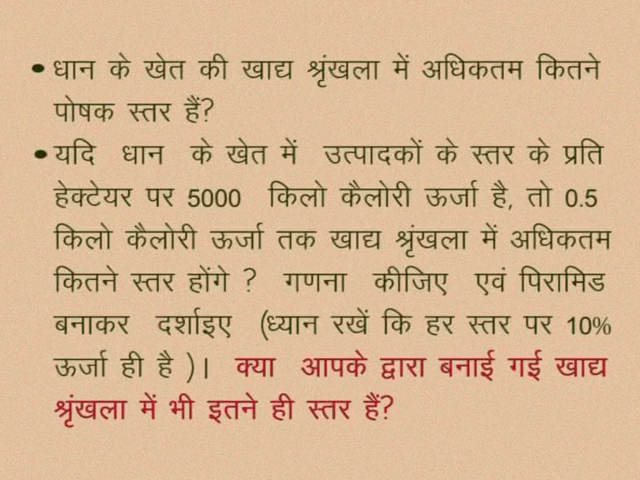 • धान के खेत की खाद्य श्रृंखला में अधिकतम कितने
पोषक स्तर हैं?
• यदि धान के खेत में उत्पादकों के स्तर के प्रति
हेक्टेयर पर 5000 किलो कैलोरी ऊर्जा है, तो 0.5
किलो कैलोरी ऊर्जा तक खाद्य श्रृंखला में अधिकतम
कितने स्तर होंगे ? गणना कीजिए एवं पिरामिड
बनाकर दर्शाइए (ध्यान रखें कि हर स्तर पर 10%
ऊर्जा ही है )। क्या आपके द्वारा बनाई गई खाद्य
श्रृंखला में भी इतने ही स्तर हैं?